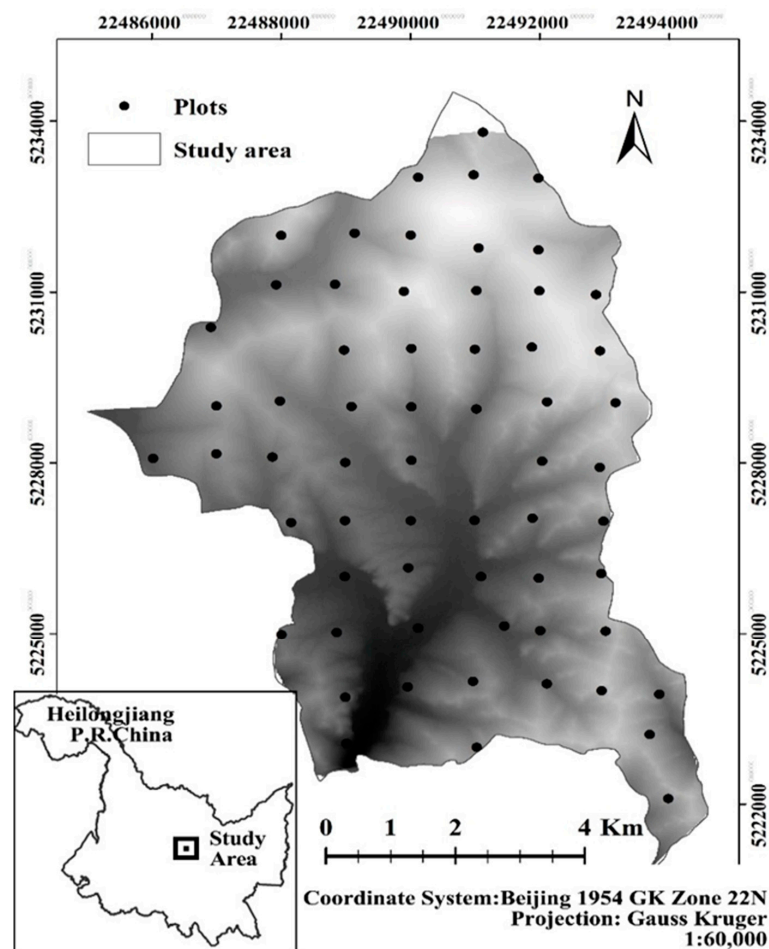 22486000 22488000 22490000 22492000 22494000
Plots
Study area
N
5234000
5234000
5231000
5231000
5228000
5228000
5225000
5225000
5222000
Heilongjiang
P.R.China
Study
Area
0 1 2 4 Km
Coordinate System:Beijing 1954 GK Zone 22N
Projection: Gauss Kruger
1:60,000